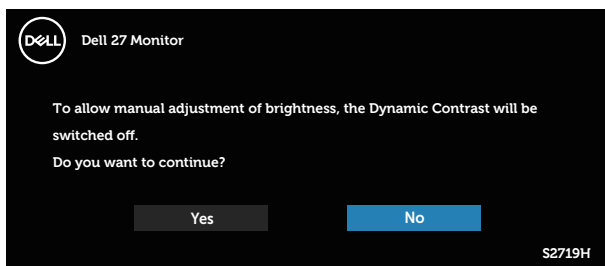 DELL
Dell 27 Monitor
To allow manual adjustment of brightness, the Dynamic Contrast will be
switched off.
Do you want to continue?
Yes
No
S2719H